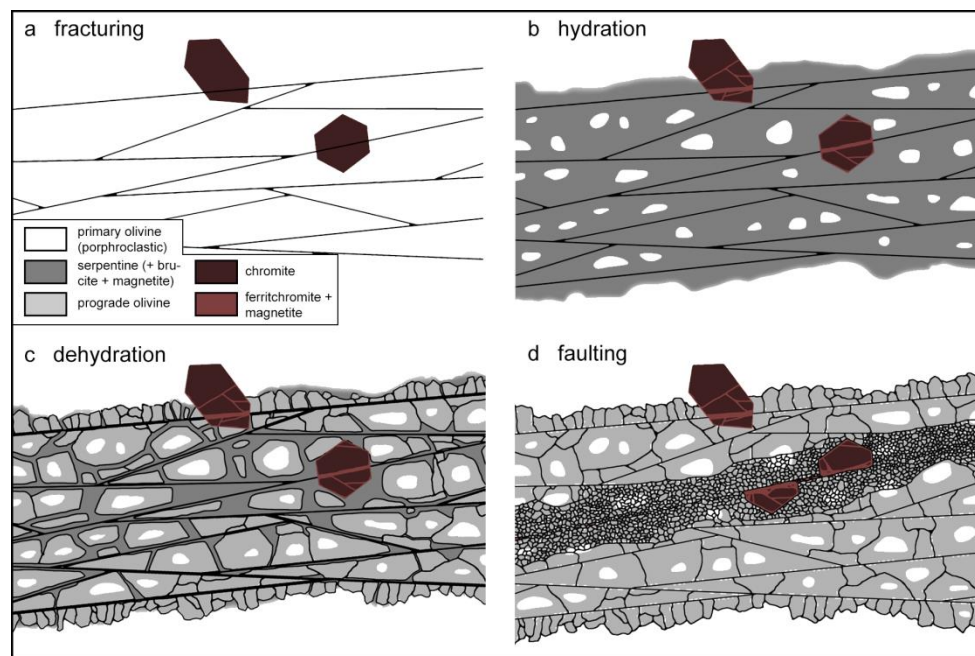 a fracturing
b hydration
primary olivine
(porphroclastic)
serpentine (+ bru-
cite + magnetite)
prograde olivine
chromite
ferritchromite +
magnetite
c dehydration
d faulting